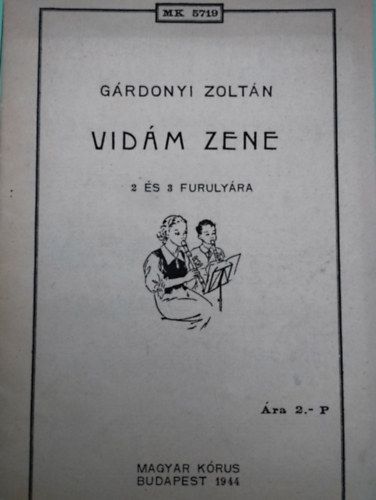 MK 5719
GÁRDONYI ZOLTÁN
VIDÁM ZENE
2 ÉS 3 FURULYÁRA
Ára 2.- P
MAGYAR KÓRUS
BUDAPEST 1944